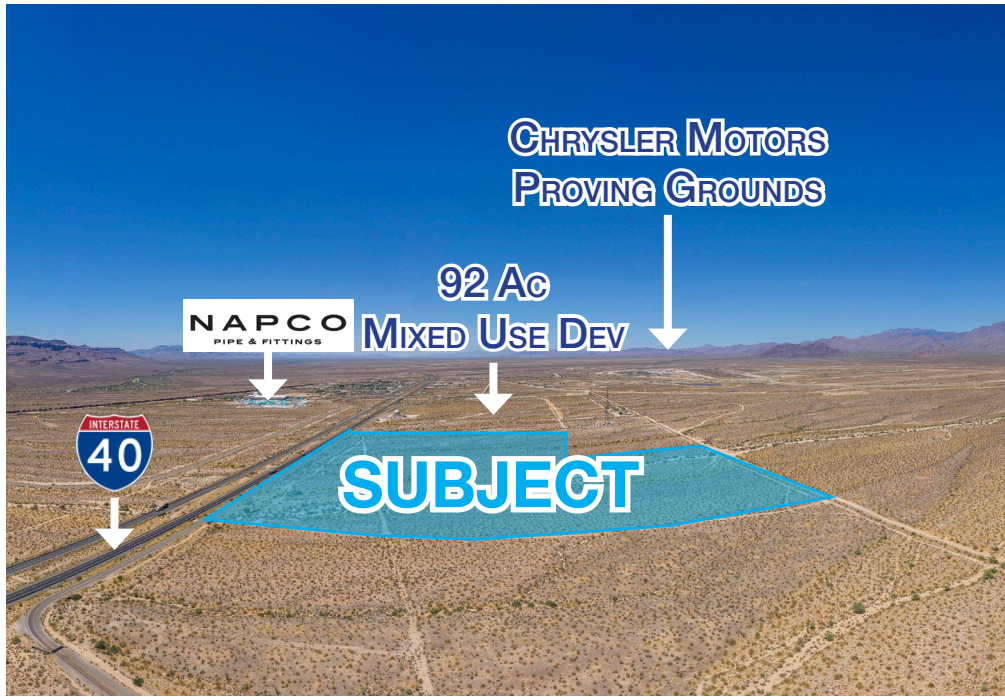 CHRYSLER MOTORS
PROVING GROUNDS
92 AC
MIXED USE DEV
NAPCO
PIPE & FITTINGS
INTERSTATE
40
SUBJECT